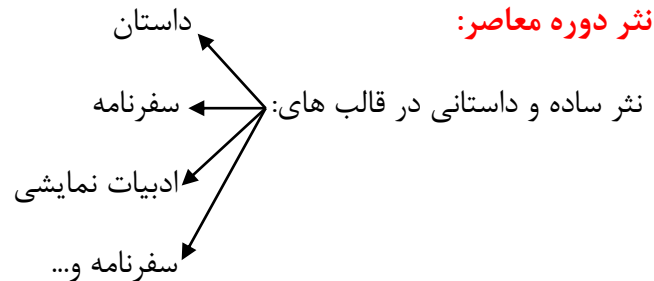 نثر دوره معاصر:
داستان
نثر ساده و داستانی در قالب های:
سفرنامه
ادبیات نمایشی
سفرنامه و...